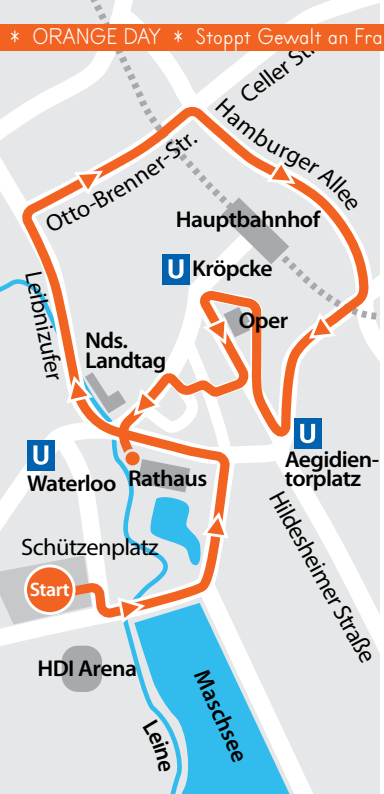 * ORANGE DAY * Stoppt Gewalt an Fra
Celler
Hamburger Allee
Otto-Brenner-Str.
Hauptbahnhof
U Kröpcke
Oper
Leibnizufer
Nds.
Landtag
U
Waterloo
Rathaus
U
Aegidien-
torplatz
Schützenplatz
Hildesheimer Straße
Start
HDI Arena
Maschsee
Leine